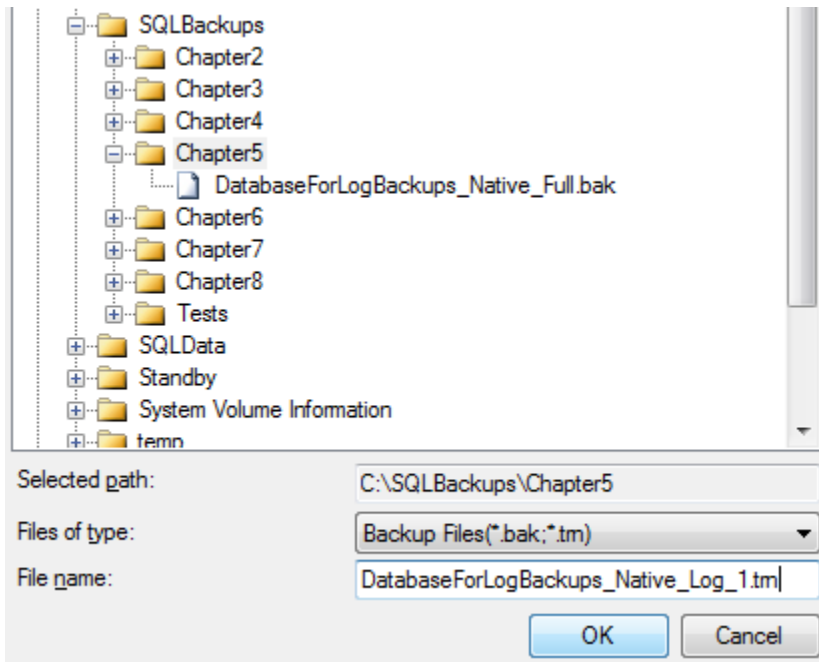 SQLBackups
Chapter2
Chapter3
Chapter4
Chapter5
DatabaseForLogBackups_Native_Full.bak
Chapter6
Chapter7
Chapter8
Tests
SQLData
Standby
System Volume Information
temp
Selected path: C:\SQLBackups\Chapter5
Files of type: Backup Files(*.bak;*.trn)
File name: DatabaseForLogBackups_Native_Log_1.trn
OK Cancel